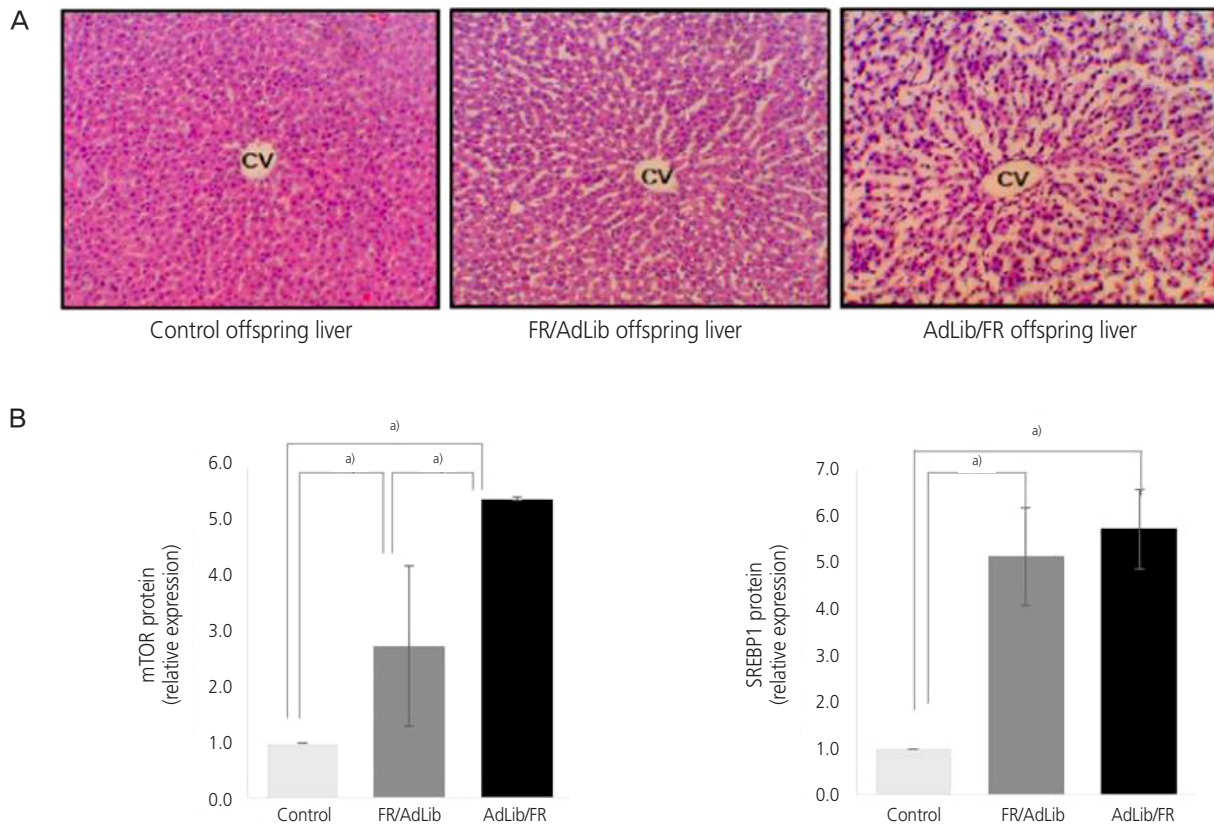 A
CV
CV
CV
Control offspring liver
FR/AdLib offspring liver
AdLib/FR offspring liver
B
mTOR protein
(relative expression)
6.0
5.0
4.0
3.0
2.0
1.0
0.0
a)
a)
a)
Control
FR/AdLib
AdLib/FR
SREBP1 protein
(relative expression)
7.0
6.0
5.0
4.0
3.0
2.0
1.0
0.0
a)
a)
Control
FR/AdLib
AdLib/FR